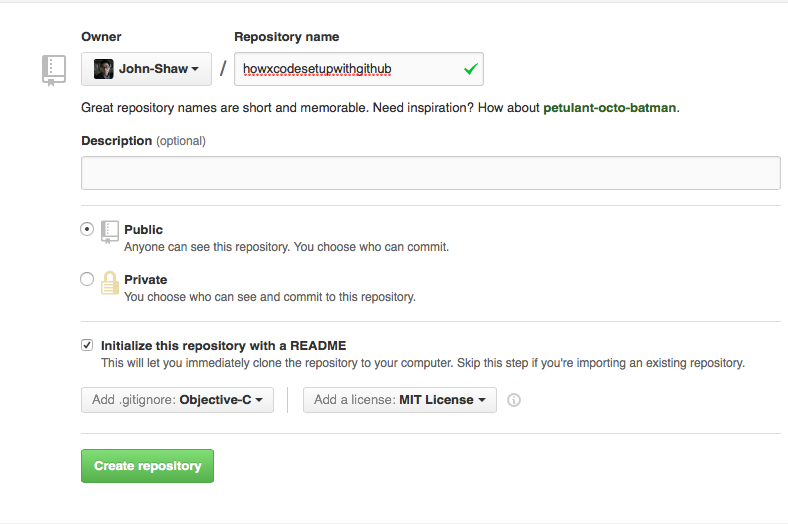 Owner Repository name
John-Shaw / howxcodesetupwithgithub
Great repository names are short and memorable. Need inspiration? How about petulant-octo-batman.
Description (optional)
Public
Anyone can see this repository. You choose who can commit.
Private
You choose who can see and commit to this repository.
Initialize this repository with a README
This will let you immediately clone the repository to your computer. Skip this step if you're importing an existing repository.
Add .gitignore: Objective-C Add a license: MIT License
Create repository